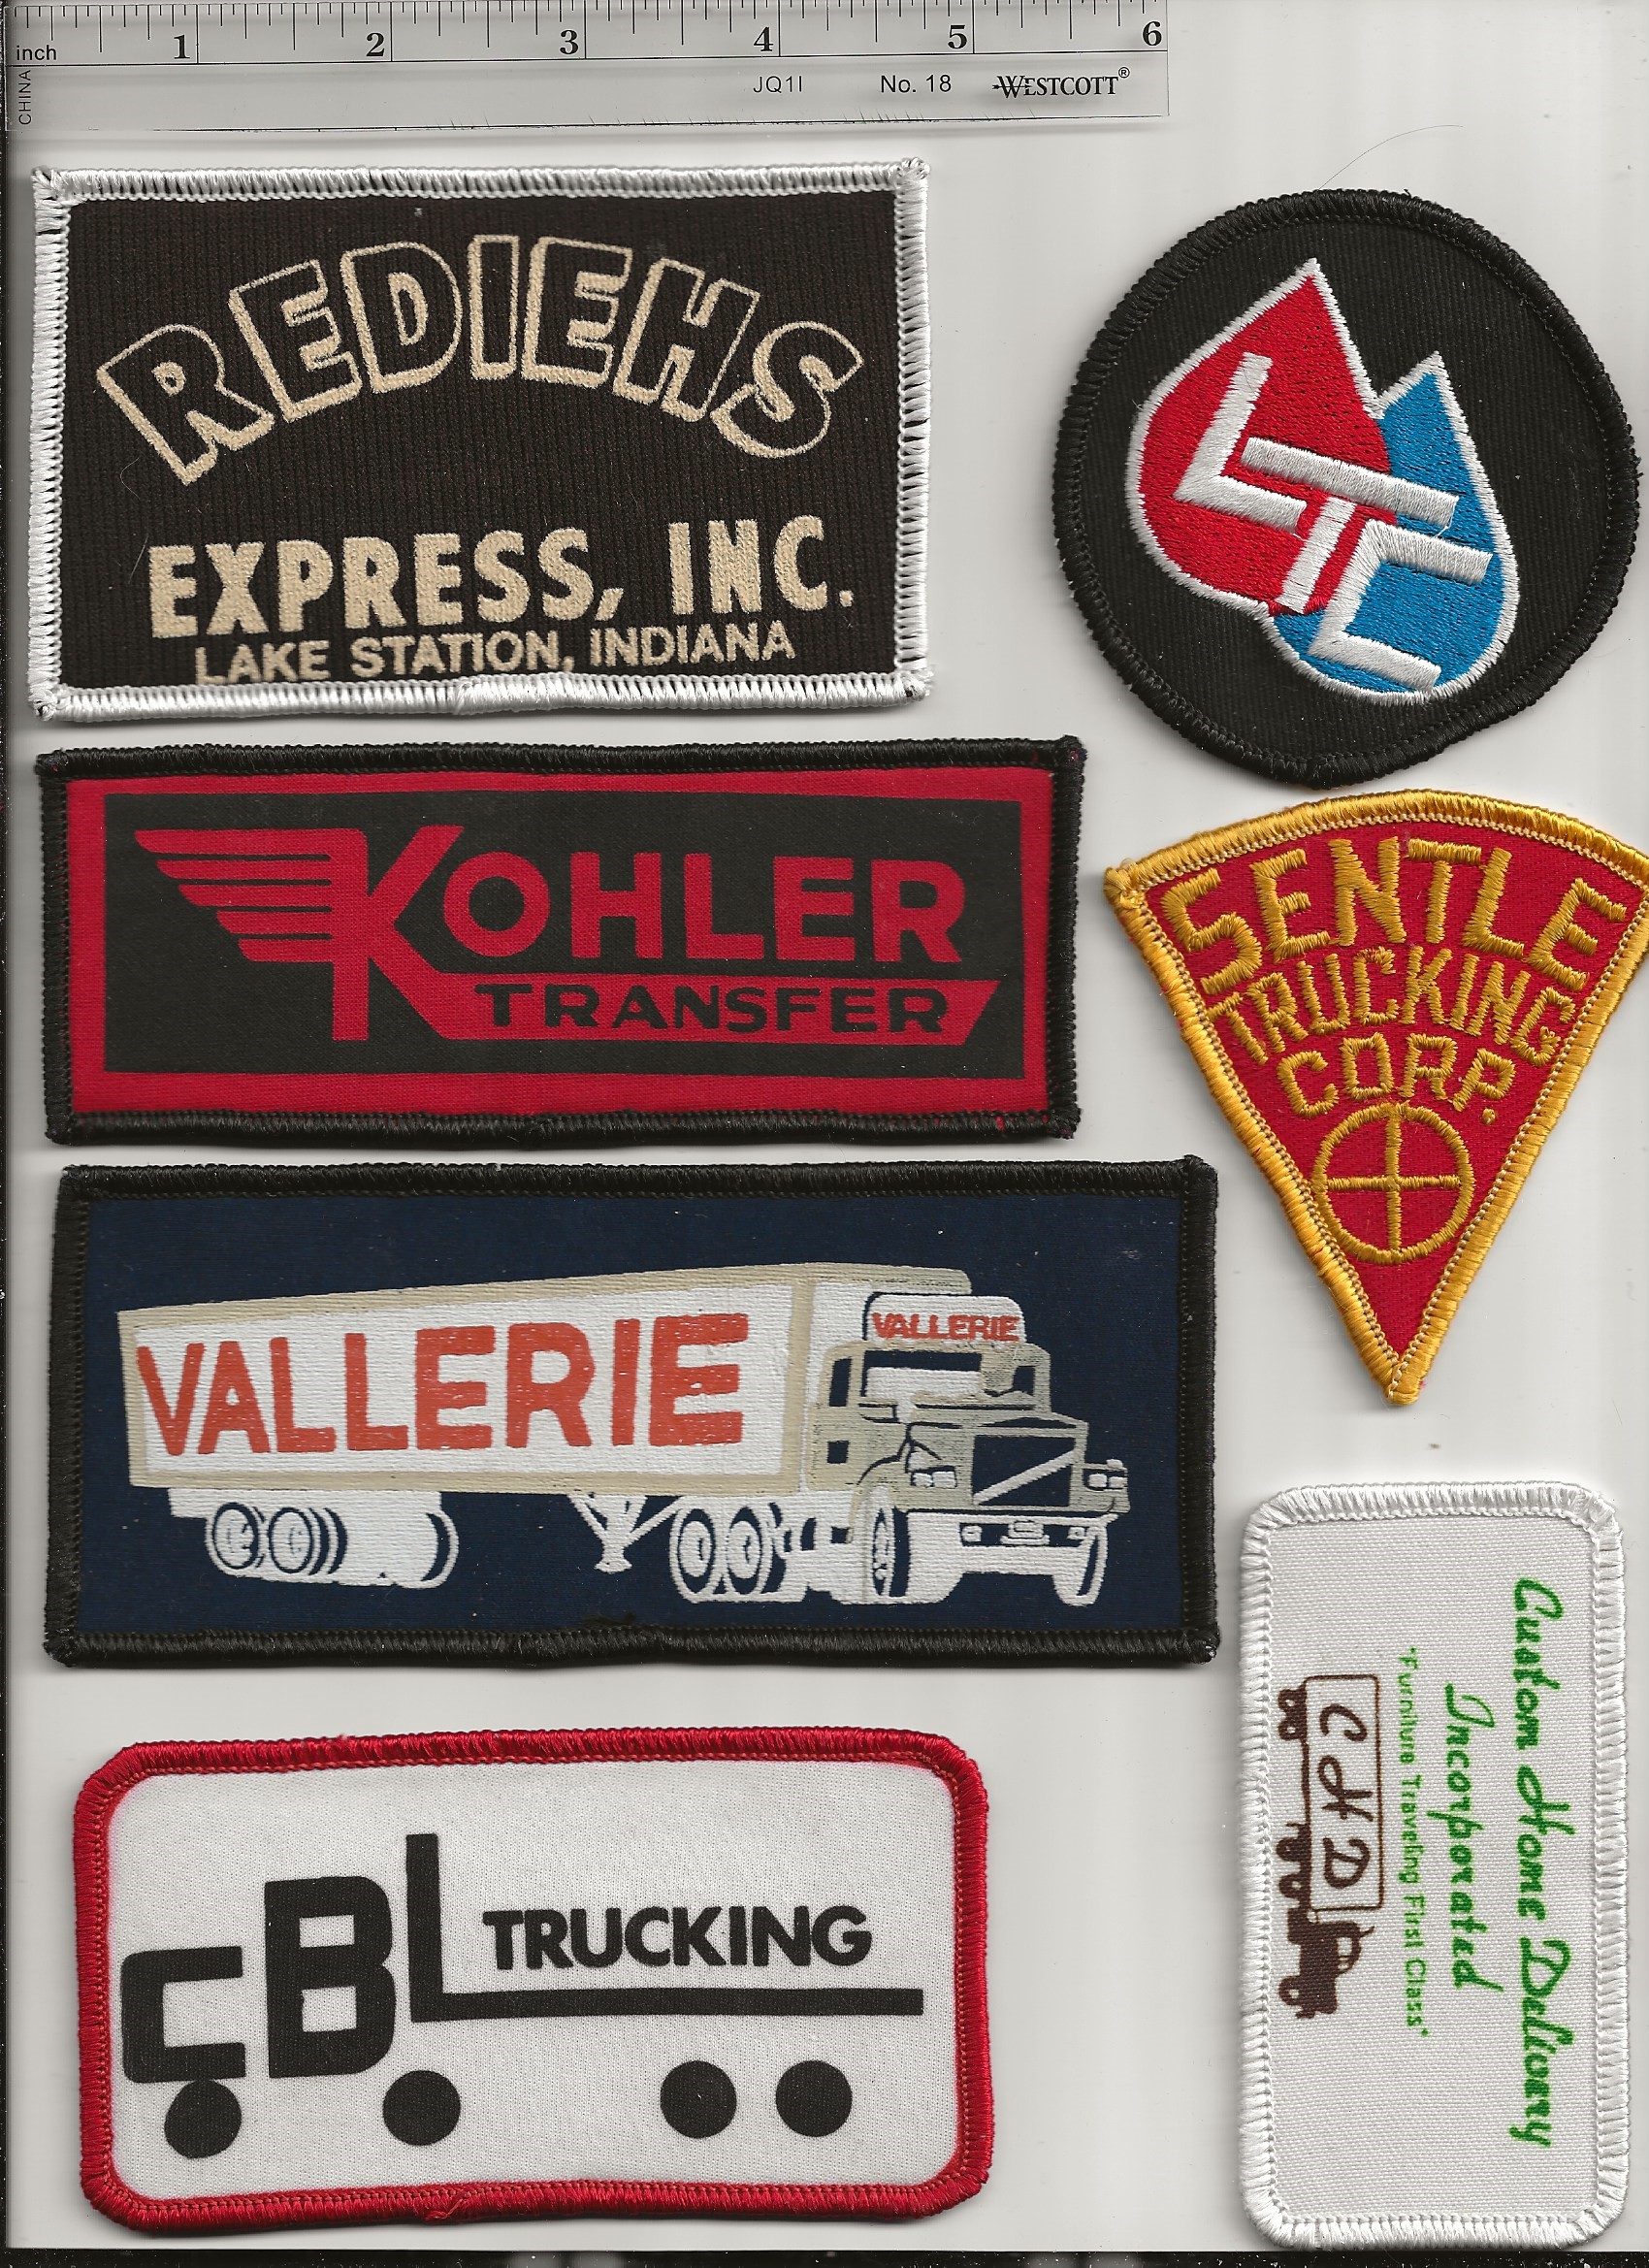 inch 1 2 3 4 5 6
CHINA
JQ1I No. 18 WESTCOTT®
REDIEHS
EXPRESS, INC.
LAKE STATION, INDIANA
LTC
KOHLER
TRANSFER
SENTLE
TRUCKING
CORP.
VALLERIE
VALLERIE
CBL TRUCKING
Custom Home Delivery
Incorporated
"Furniture Traveling First Class"
CHD